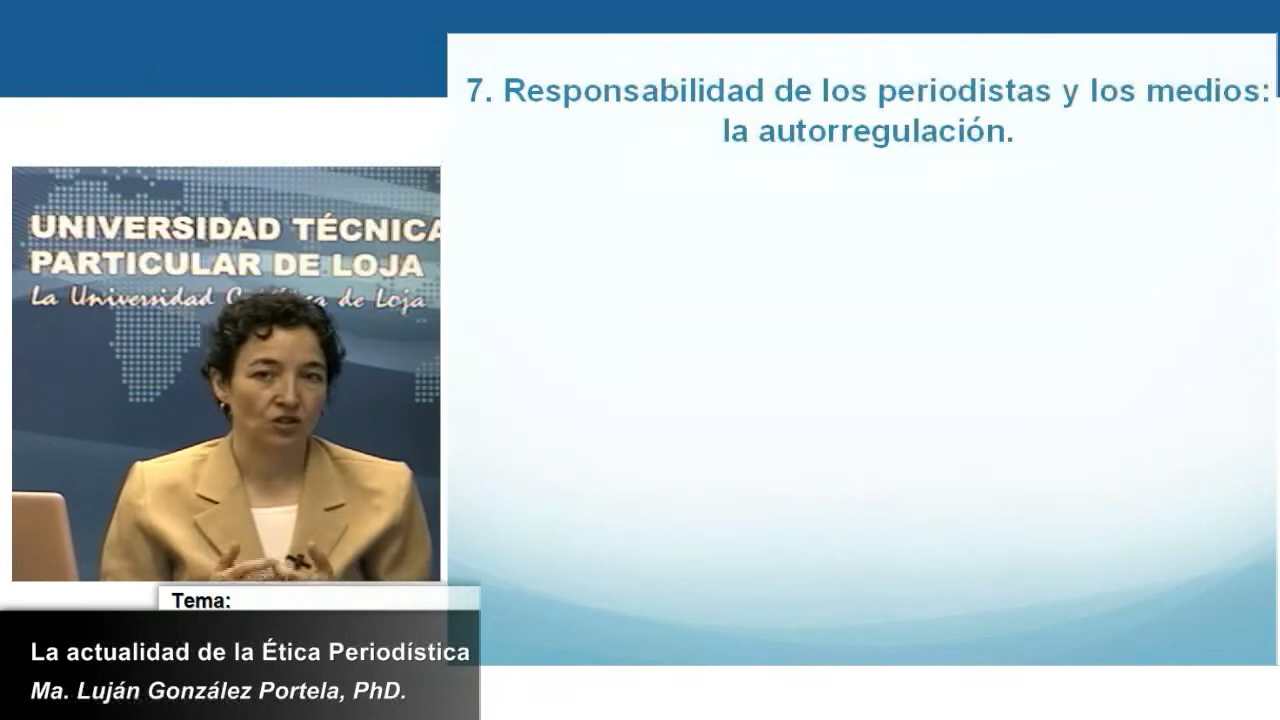 7. Responsabilidad de los periodistas y los medios:
la autorregulación.
UNIVERSIDAD TÉCNICA
PARTICULAR DE LOJA
La Universidad de Loja
Tema:
La actualidad de la Ética Periodística
Ma. Luján González Portela, PhD.